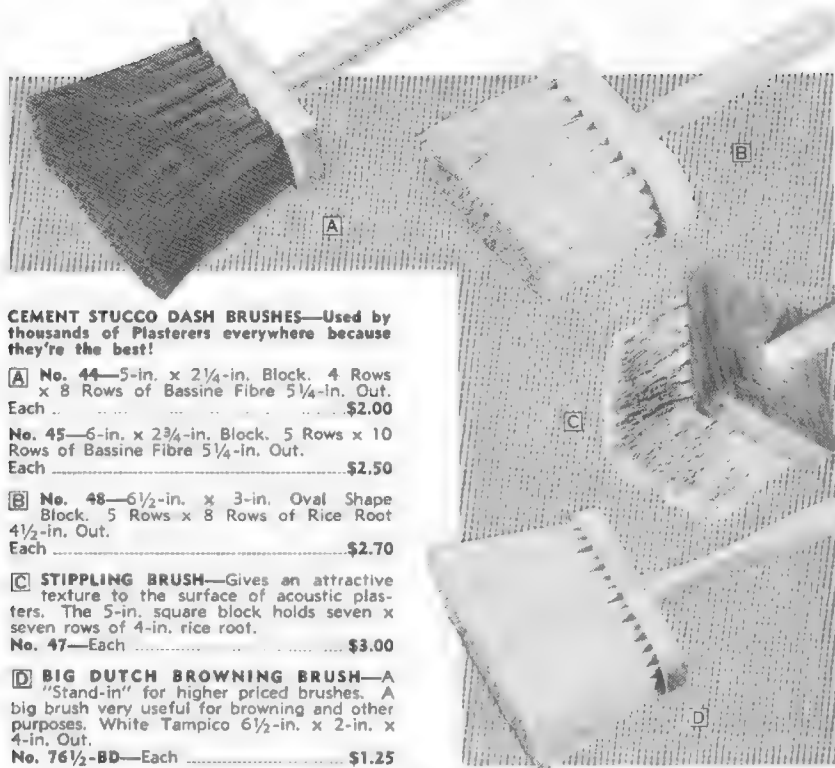 A
B
C
D
CEMENT STUCCO DASH BRUSHES—Used by
thousands of Plasterers everywhere because
they're the best!
A No. 44—5-in. x 2¼-in. Block. 4 Rows
x 8 Rows of Bassine Fibre 5¼-in. Out.
Each .. .. .. .. .. .. $2.00
No. 45—6-in. x 2¾-in. Block. 5 Rows x 10
Rows of Bassine Fibre 5¼-in. Out.
Each ........................................ $2.50
B No. 48—6½-in. x 3-in. Oval Shape
Block. 5 Rows x 8 Rows of Rice Root
4½-in. Out.
Each ........................................ $2.70
C STIPPLING BRUSH—Gives an attractive
texture to the surface of acoustic plas-
ters. The 5-in. square block holds seven x
seven rows of 4-in. rice root.
No. 47—Each ........................ $3.00
D BIG DUTCH BROWNING BRUSH—A
"Stand-in" for higher priced brushes. A
big brush very useful for browning and other
purposes. White Tampico 6½-in. x 2-in. x
4-in. Out.
No. 76½-BD—Each ........................ $1.25